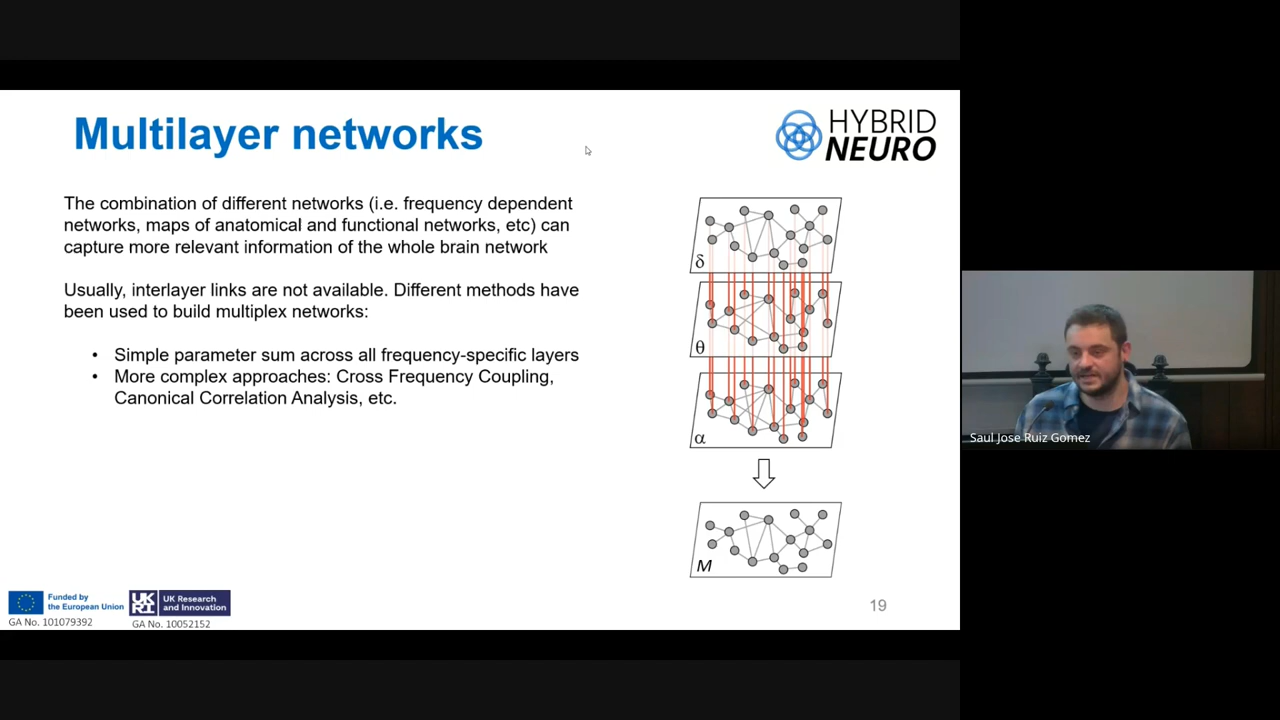 Multilayer networks
HYBRID
NEURO
The combination of different networks (i.e. frequency dependent
networks, maps of anatomical and functional networks, etc) can
capture more relevant information of the whole brain network
Usually, interlayer links are not available. Different methods have
been used to build multiplex networks:
• Simple parameter sum across all frequency-specific layers
• More complex approaches: Cross Frequency Coupling,
Canonical Correlation Analysis, etc.
δ
θ
α
M
Funded by
the European Union
GA No. 101079392
UK
RI
UK Research
and Innovation
GA No. 10052152
19
Saul Jose Ruiz Gomez